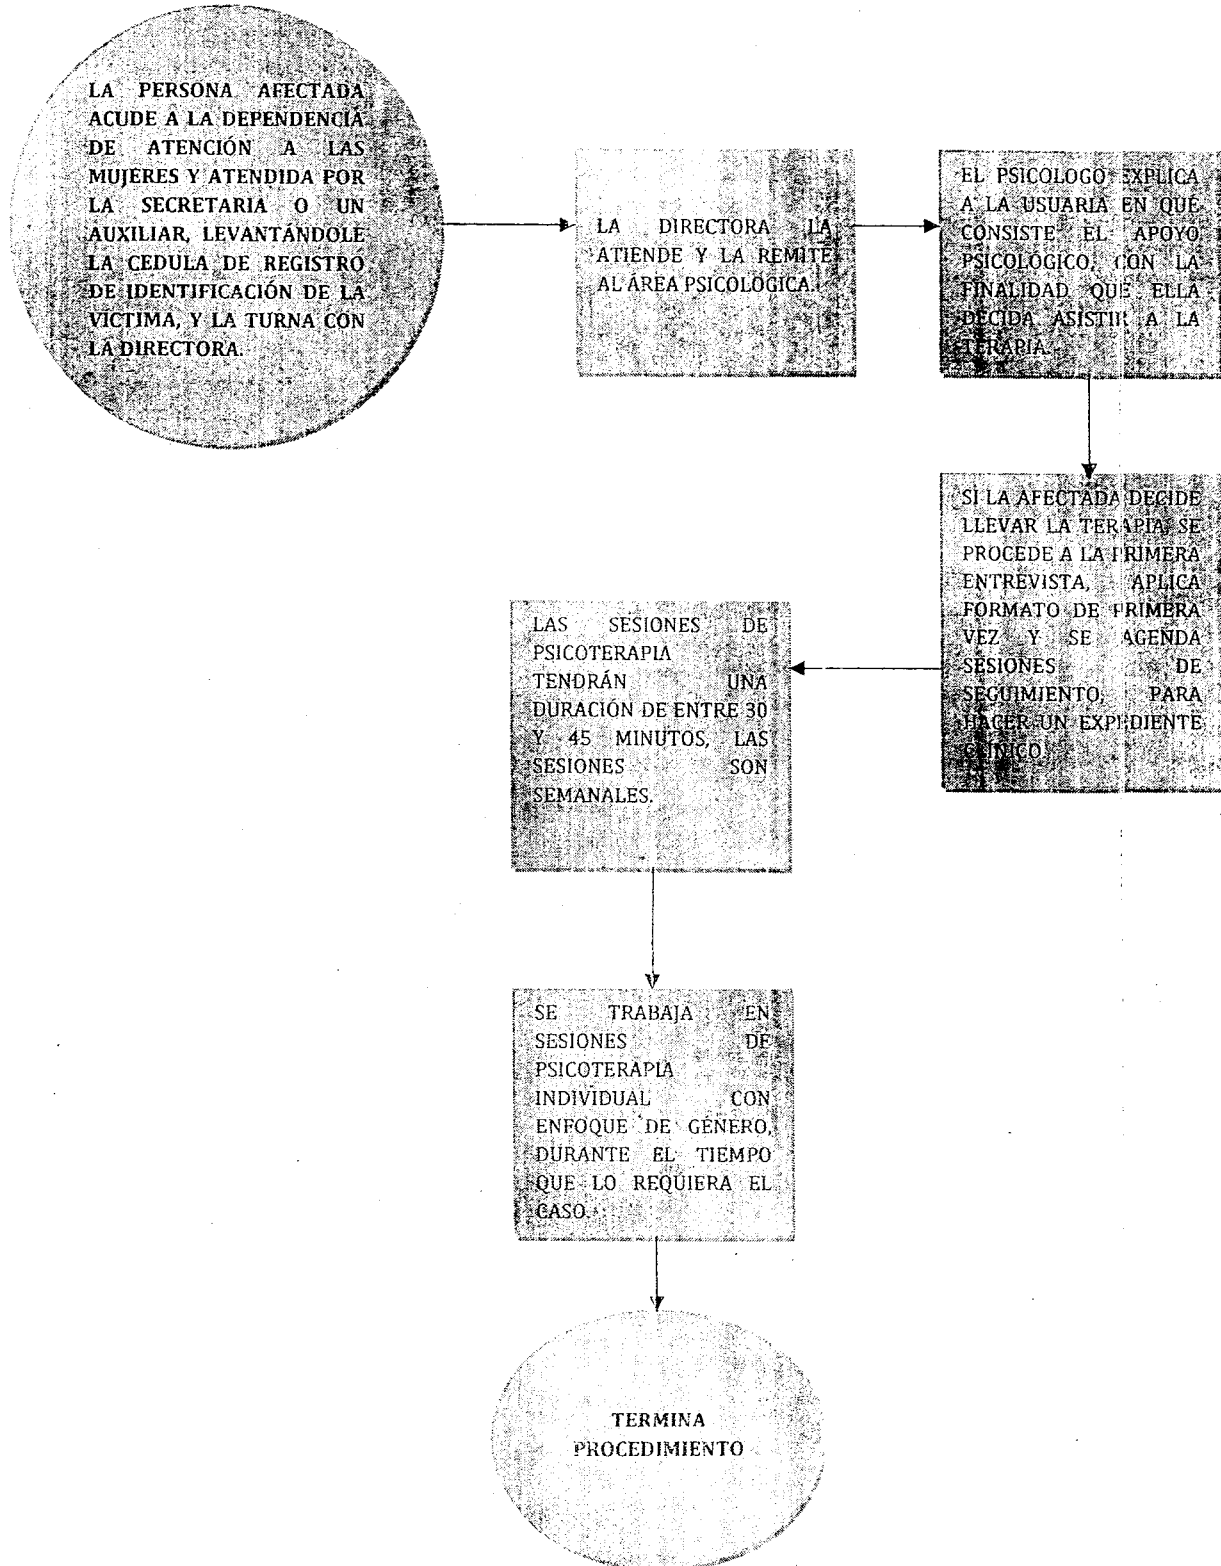 LA PERSONA AFECTADA
ACUDE A LA DEPENDENCIA
DE ATENCIÓN A LAS
MUJERES Y ATENDIDA POR
LA SECRETARIA O UN
AUXILIAR, LEVANTÁNDOLE
LA CEDULA DE REGISTRO
DE IDENTIFICACIÓN DE LA
VICTIMA, Y LA TURNA CON
LA DIRECTORA.
LA DIRECTORA LA
ATIENDE Y LA REMITE
AL ÁREA PSICOLÓGICA.
EL PSICOLOGO EXPLICA
A LA USUARIA EN QUÉ
CONSISTE EL APOYO
PSICOLÓGICO, CON LA
FINALIDAD QUE ELLA
DECIDA ASISTIR A LA
TERAPIA.
SI LA AFECTADA DECIDE
LLEVAR LA TERAPIA, SE
PROCEDE A LA PRIMERA
ENTREVISTA, APLICA
FORMATO DE PRIMERA
VEZ Y SE AGENDA
SESIONES DE
SEGUIMIENTO, PARA
HACER UN EXPEDIENTE
CLINICO.
LAS SESIONES DE
PSICOTERAPIA
TENDRÁN UNA
DURACIÓN DE ENTRE 30
Y 45 MINUTOS, LAS
SESIONES SON
SEMANALES.
SE TRABAJA EN
SESIONES DE
PSICOTERAPIA
INDIVIDUAL CON
ENFOQUE DE GÉNERO,
DURANTE EL TIEMPO
QUE LO REQUIERA EL
CASO.
TERMINA
PROCEDIMIENTO